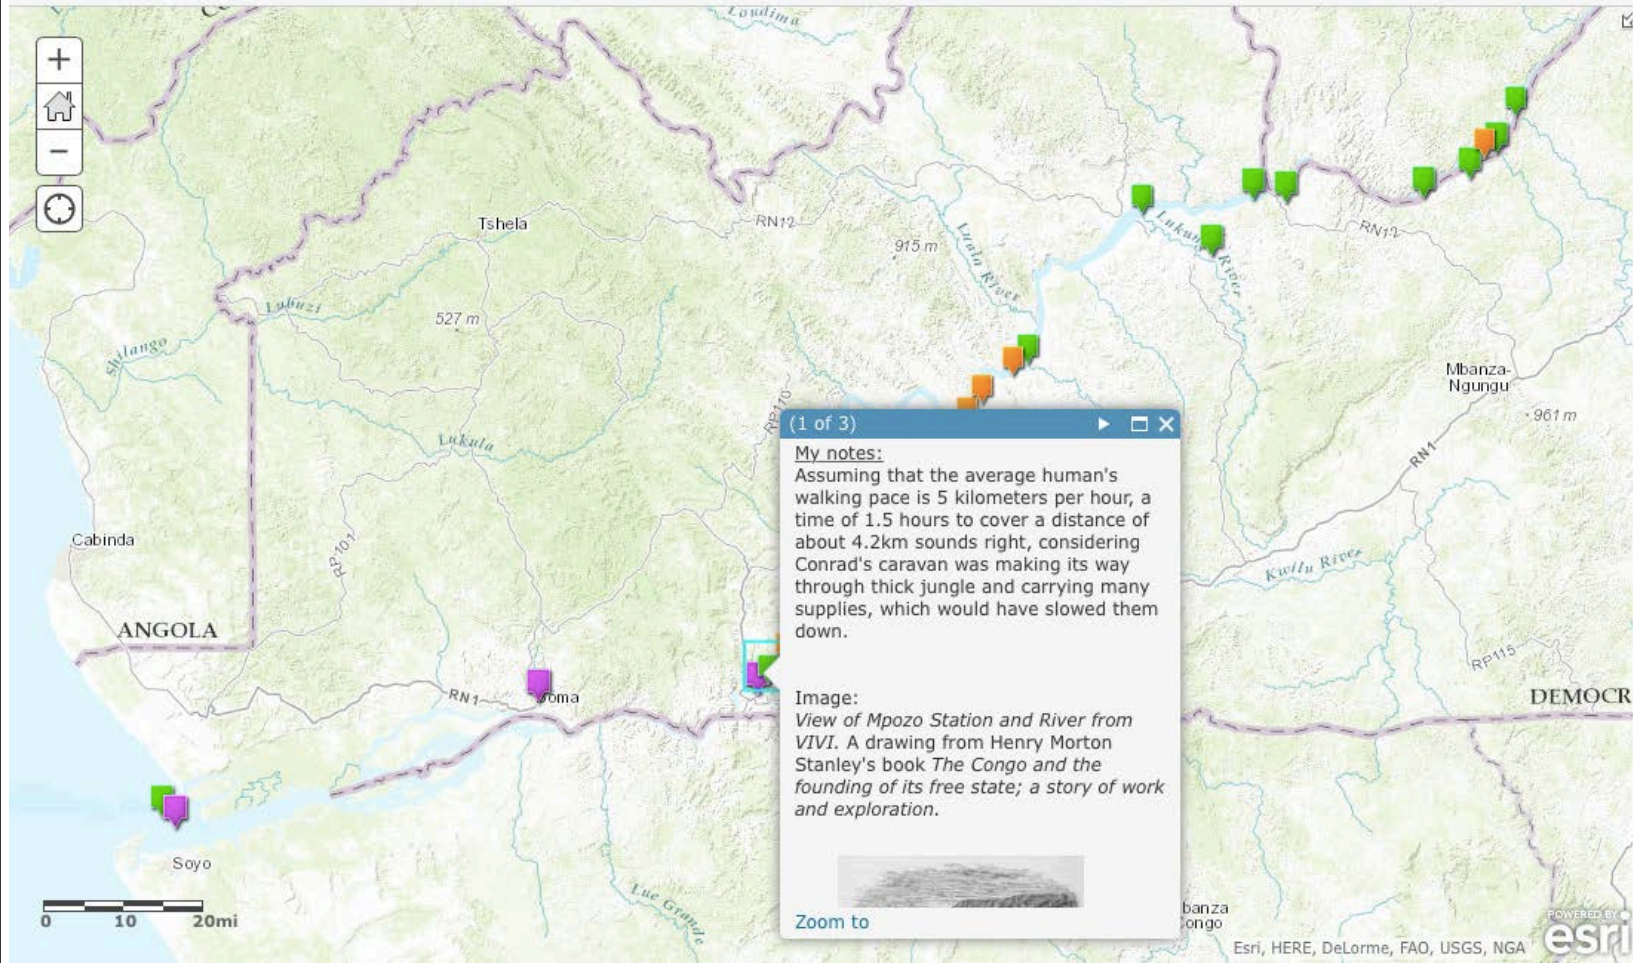 Loudima
+
−
Tshela
RN12
915 m
Luala River
Lukun
River
RN12
Lubuzi
527 m
Shilango
Mbanza-
Ngungu
961 m
RP110
Lukula
(1 of 3)
My notes:
Assuming that the average human's
walking pace is 5 kilometers per hour, a
time of 1.5 hours to cover a distance of
about 4.2km sounds right, considering
Conrad's caravan was making its way
through thick jungle and carrying many
supplies, which would have slowed them
down.
Image:
View of Mpozo Station and River from
VIVI. A drawing from Henry Morton
Stanley's book The Congo and the
founding of its free state; a story of work
and exploration.
Zoom to
RN1
Cabinda
RP101
Kwilu River
ANGOLA
RP115
RN1
oma
DEMOCR
Soyo
Lue Grande
0 10 20mi
banza
ongo
POWERED BY
esri
Esri, HERE, DeLorme, FAO, USGS, NGA